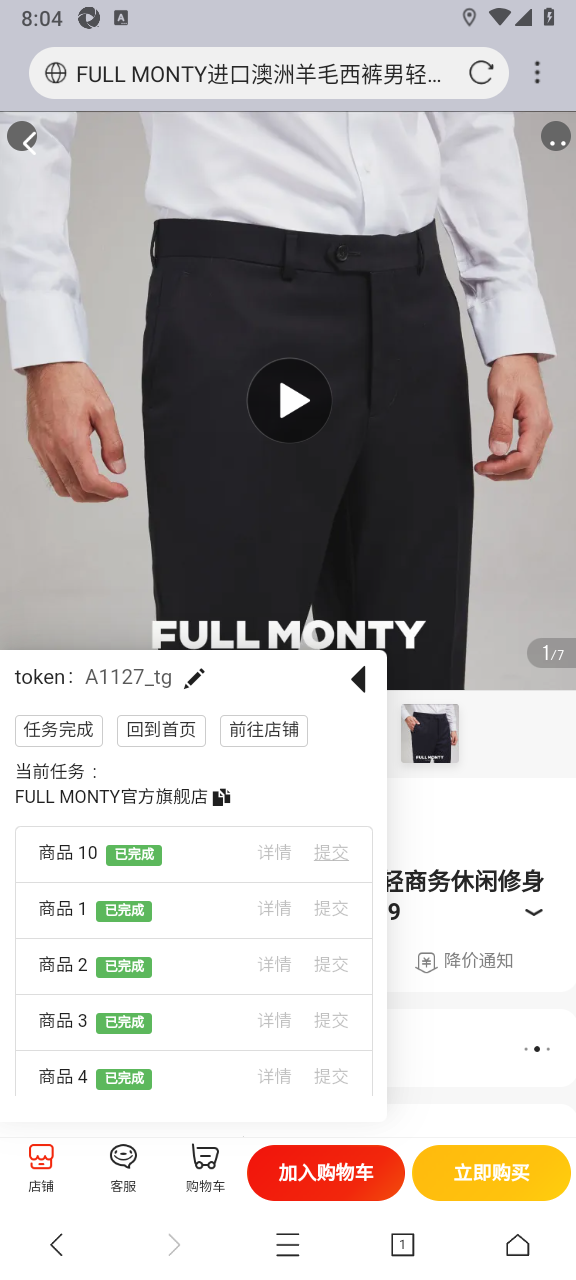 8:04
A
FULL MONTY进口澳洲羊毛西裤男轻...
FULL MONTY
1/7
token： A1127_tg
任务完成 回到首页 前往店铺
当前任务 ：
FULL MONTY官方旗舰店
FULL MONTY
商品 10 已完成 详情 提交
轻商务休闲修身
商品 1 已完成 详情 提交
9
商品 2 已完成 详情 提交
降价通知
商品 3 已完成 详情 提交
商品 4 已完成 详情 提交
店铺 客服 购物车 加入购物车 立即购买
1